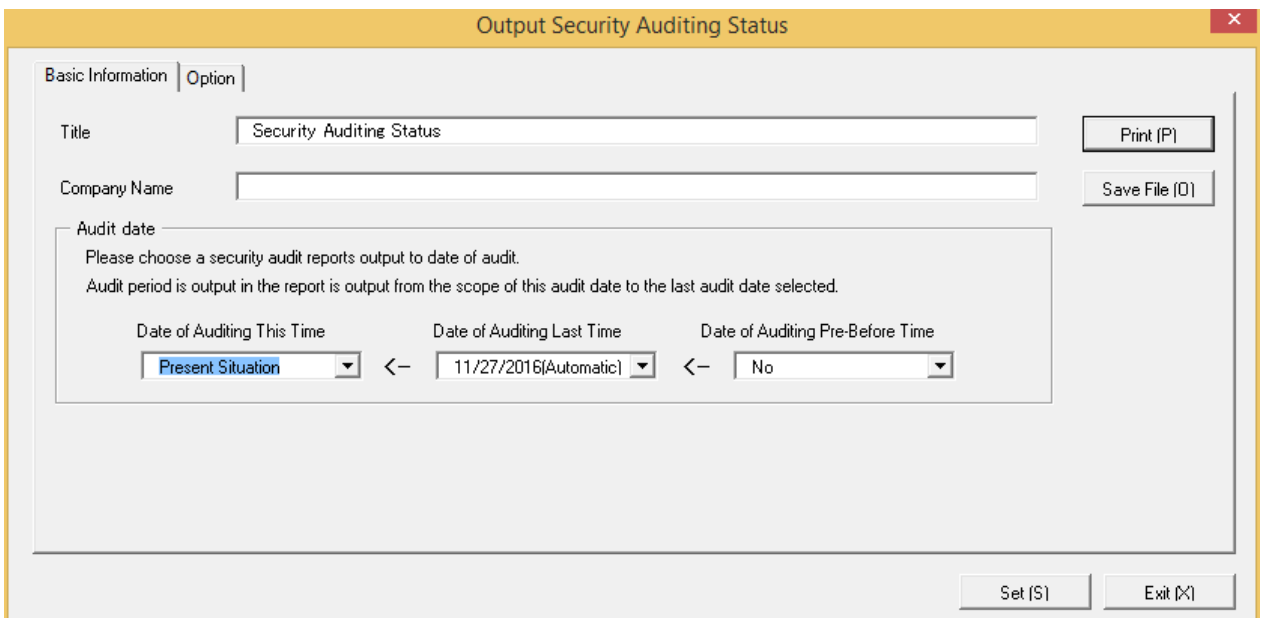 Output Security Auditing Status
Basic Information Option
Title Security Auditing Status Print (P)
Company Name Save File (O)
Audit date
Please choose a security audit reports output to date of audit.
Audit period is output in the report is output from the scope of this audit date to the last audit date selected.
Date of Auditing This Time Date of Auditing Last Time Date of Auditing Pre-Before Time
Present Situation <- 11/27/2016(Automatic) <- No
Set (S) Exit (X)